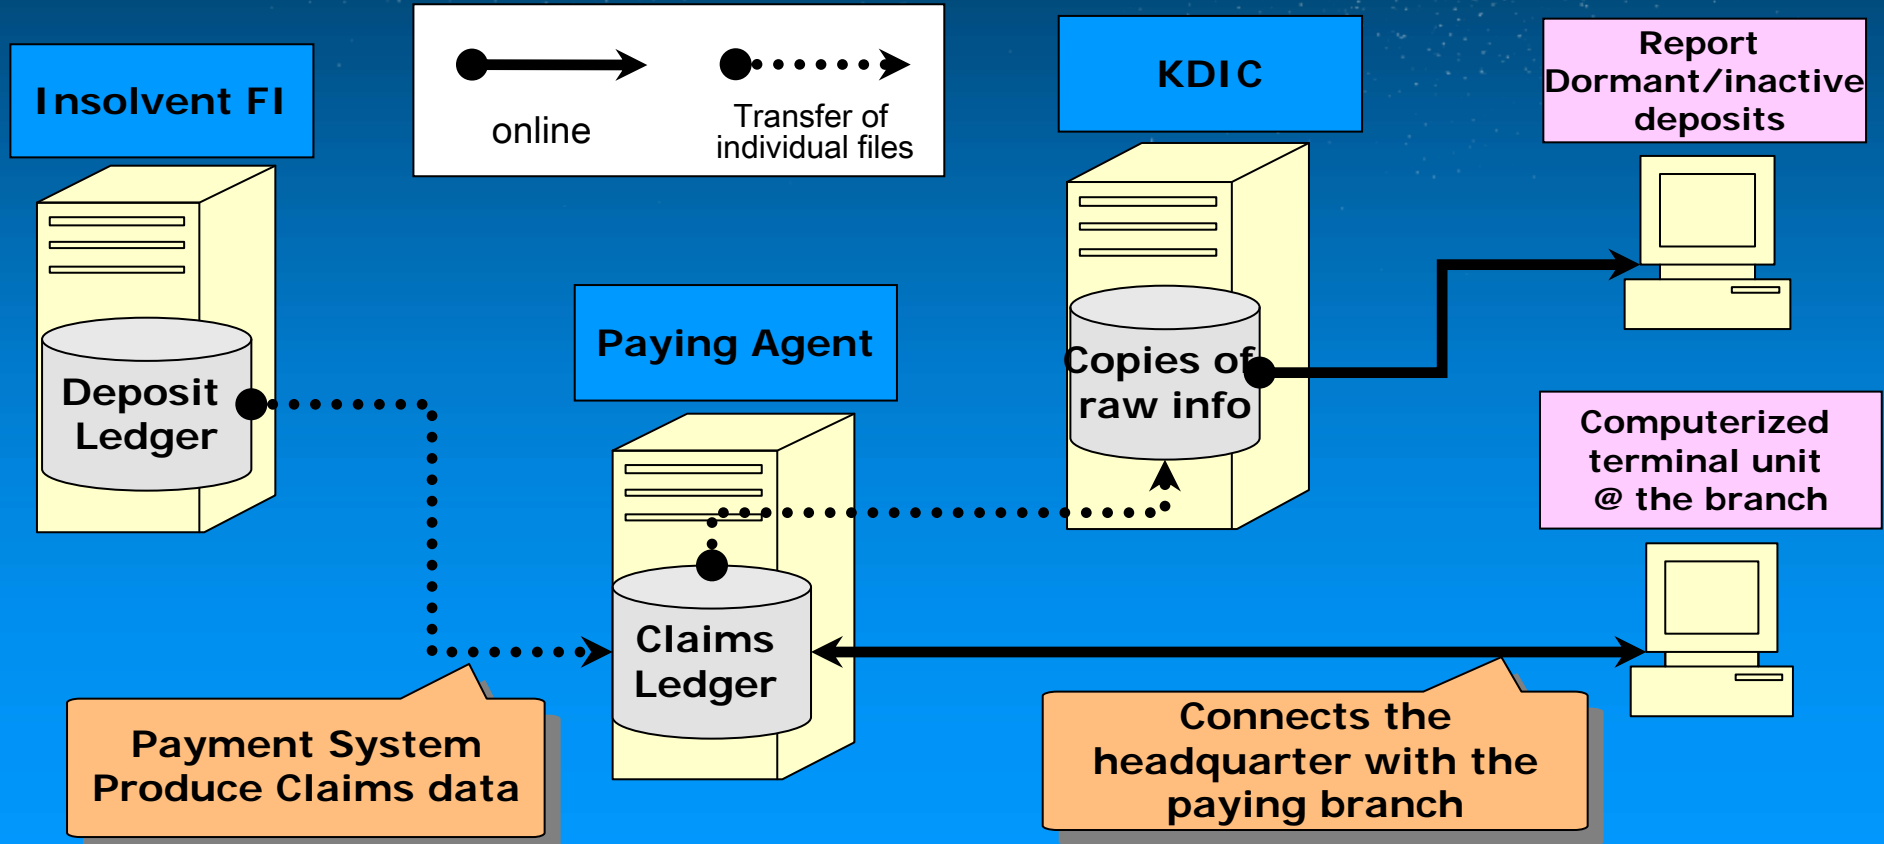 Insolvent FI
online
Transfer of
individual files
KDIC
Report
Dormant/inactive
deposits
Deposit
Ledger
Paying Agent
Copies of
raw info
Computerized
terminal unit
@ the branch
Claims
Ledger
Payment System
Produce Claims data
Connects the
headquarter with the
paying branch